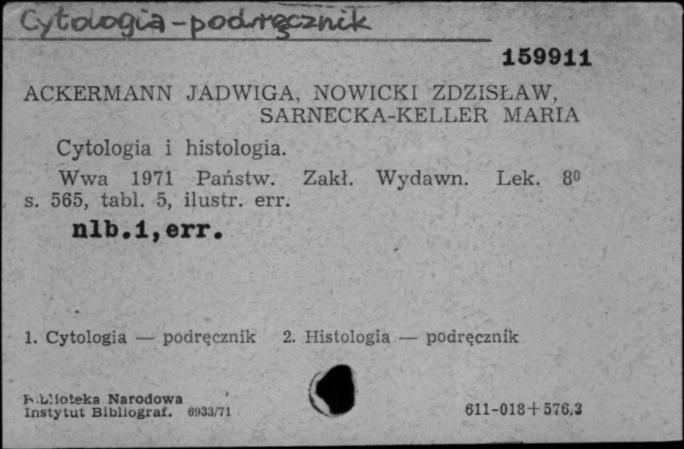 Cytologia-podręcznik
159911
ACKERMANN JADWIGA, NOWICKI ZDZISŁAW,
SARNECKA-KELLER MARIA
Cytologia i histologia.
Wwa 1971 Państw. Zakł. Wydawn. Lek. 8⁰
s. 565, tabl. 5, ilustr. err.
nlb.1,err.
1. Cytologia — podręcznik 2. Histologia — podręcznik
Biblioteka Narodowa
Instytut Bibliograf. 6933/71
611-018+576.3